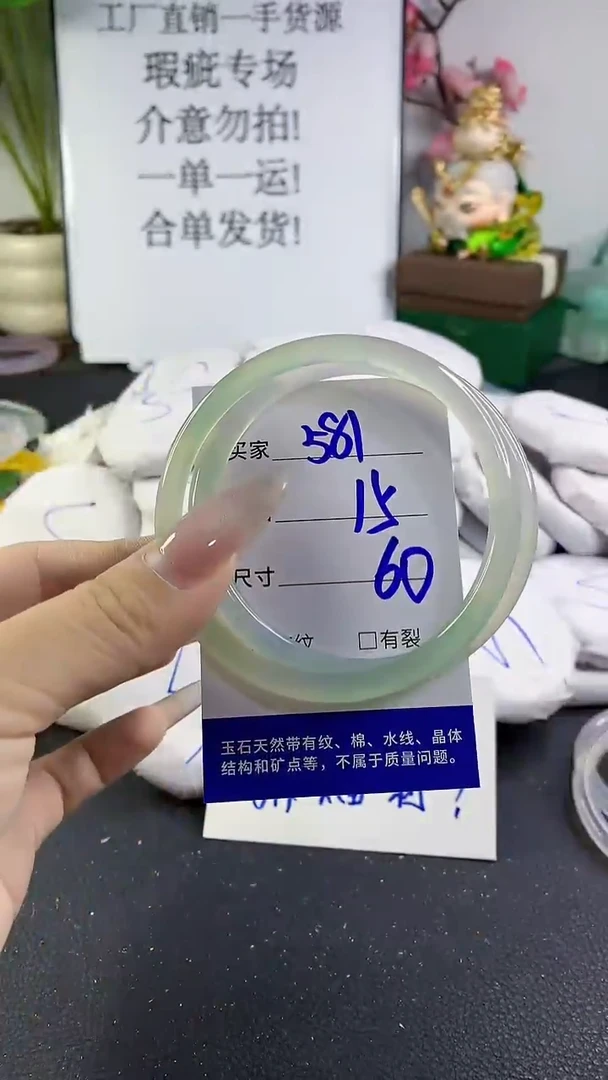 工厂直销一手货源
瑕疵专场
介意勿拍!
一单一运!
合单发货!
买家 581
15
尺寸 60
纹 □有裂
玉石天然带有纹、棉、水线、晶体
结构和矿点等，不属于质量问题。